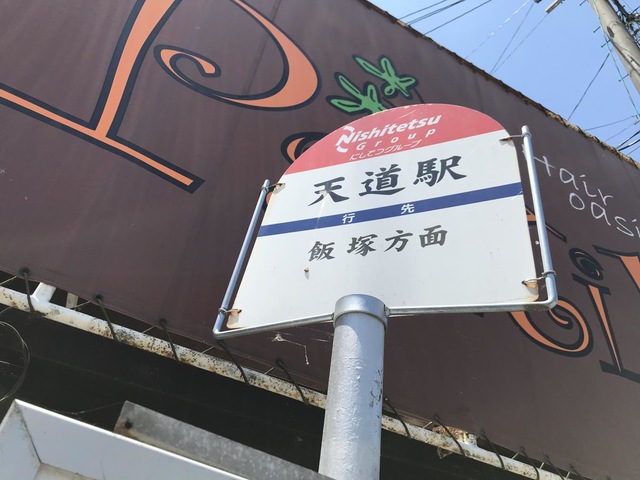 Nishitetsu
Group
にしてつグループ
天道駅
行先
飯塚方面
Hair
oasis